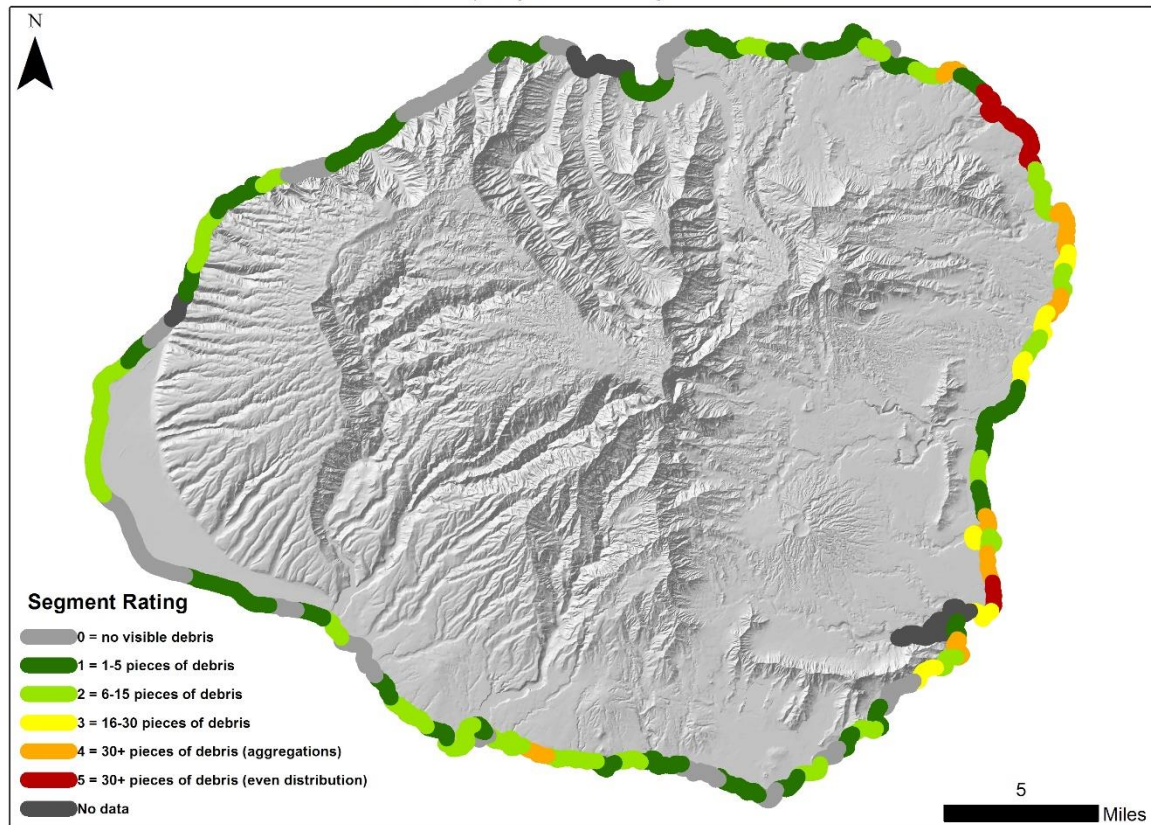 N
Segment Rating
0 = no visible debris
1 = 1-5 pieces of debris
2 = 6-15 pieces of debris
3 = 16-30 pieces of debris
4 = 30+ pieces of debris (aggregations)
5 = 30+ pieces of debris (even distribution)
No data
5
Miles